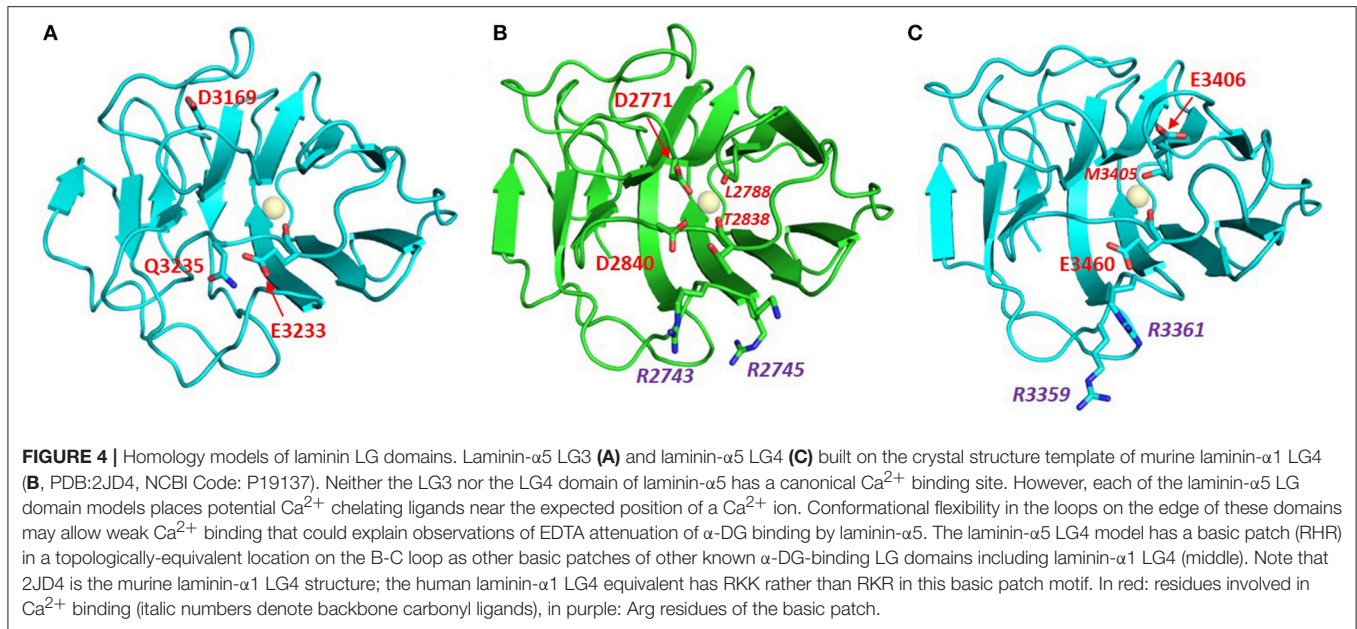 A
B
C
D3169
D2771
E3406
M3405
L2788
T2838
Q3235
D2840
E3460
E3233
R3361
R2743
R2745
R3359
FIGURE 4 | Homology models of laminin LG domains. Laminin-α5 LG3 (A) and laminin-α5 LG4 (C) built on the crystal structure template of murine laminin-α1 LG4
(B, PDB:2JD4, NCBI Code: P19137). Neither the LG3 nor the LG4 domain of laminin-α5 has a canonical Ca²⁺ binding site. However, each of the laminin-α5 LG
domain models places potential Ca²⁺ chelating ligands near the expected position of a Ca²⁺ ion. Conformational flexibility in the loops on the edge of these domains
may allow weak Ca²⁺ binding that could explain observations of EDTA attenuation of α-DG binding by laminin-α5. The laminin-α5 LG4 model has a basic patch (RHR)
in a topologically-equivalent location on the B-C loop as other basic patches of other known α-DG-binding LG domains including laminin-α1 LG4 (middle). Note that
2JD4 is the murine laminin-α1 LG4 structure; the human laminin-α1 LG4 equivalent has RKK rather than RKR in this basic patch motif. In red: residues involved in
Ca²⁺ binding (italic numbers denote backbone carbonyl ligands), in purple: Arg residues of the basic patch.